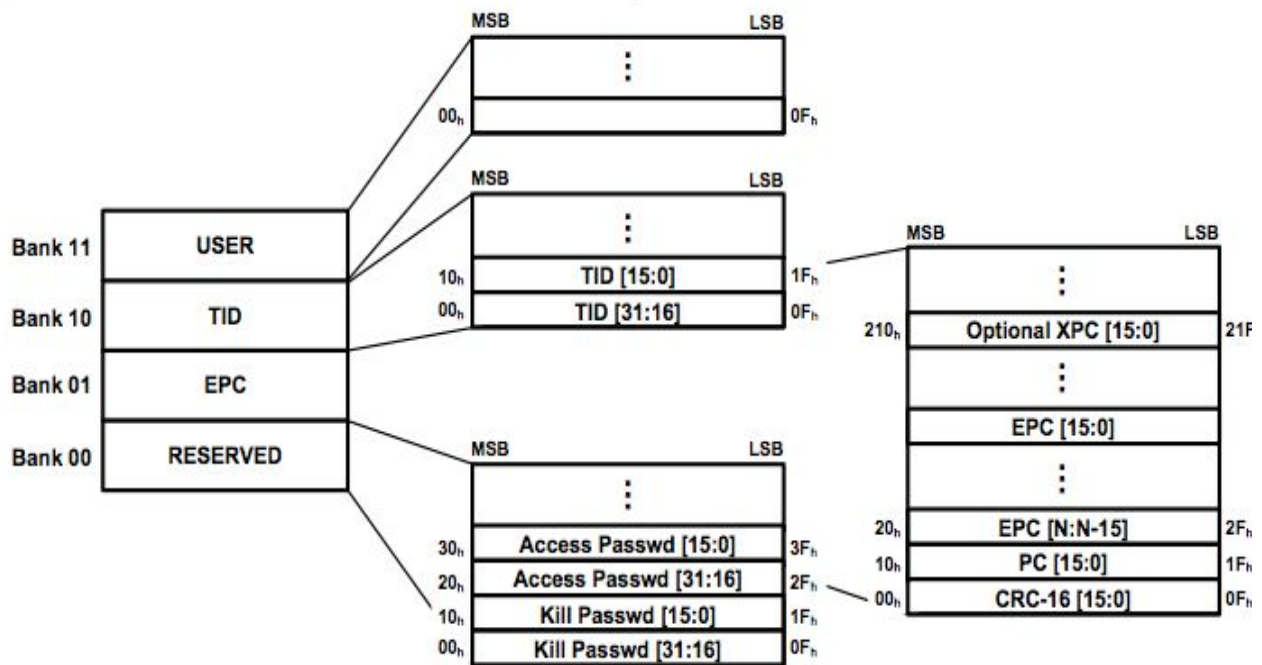 MSB LSB
⋮
00h 0Fh
MSB LSB
⋮
10h TID [15:0] 1Fh
00h TID [31:16] 0Fh
Bank 11 USER
Bank 10 TID
Bank 01 EPC
Bank 00 RESERVED
MSB LSB
⋮
30h Access Passwd [15:0] 3Fh
20h Access Passwd [31:16] 2Fh
10h Kill Passwd [15:0] 1Fh
00h Kill Passwd [31:16] 0Fh
MSB LSB
⋮
210h Optional XPC [15:0] 21F
⋮
EPC [15:0]
⋮
20h EPC [N:N-15] 2Fh
10h PC [15:0] 1Fh
00h CRC-16 [15:0] 0Fh